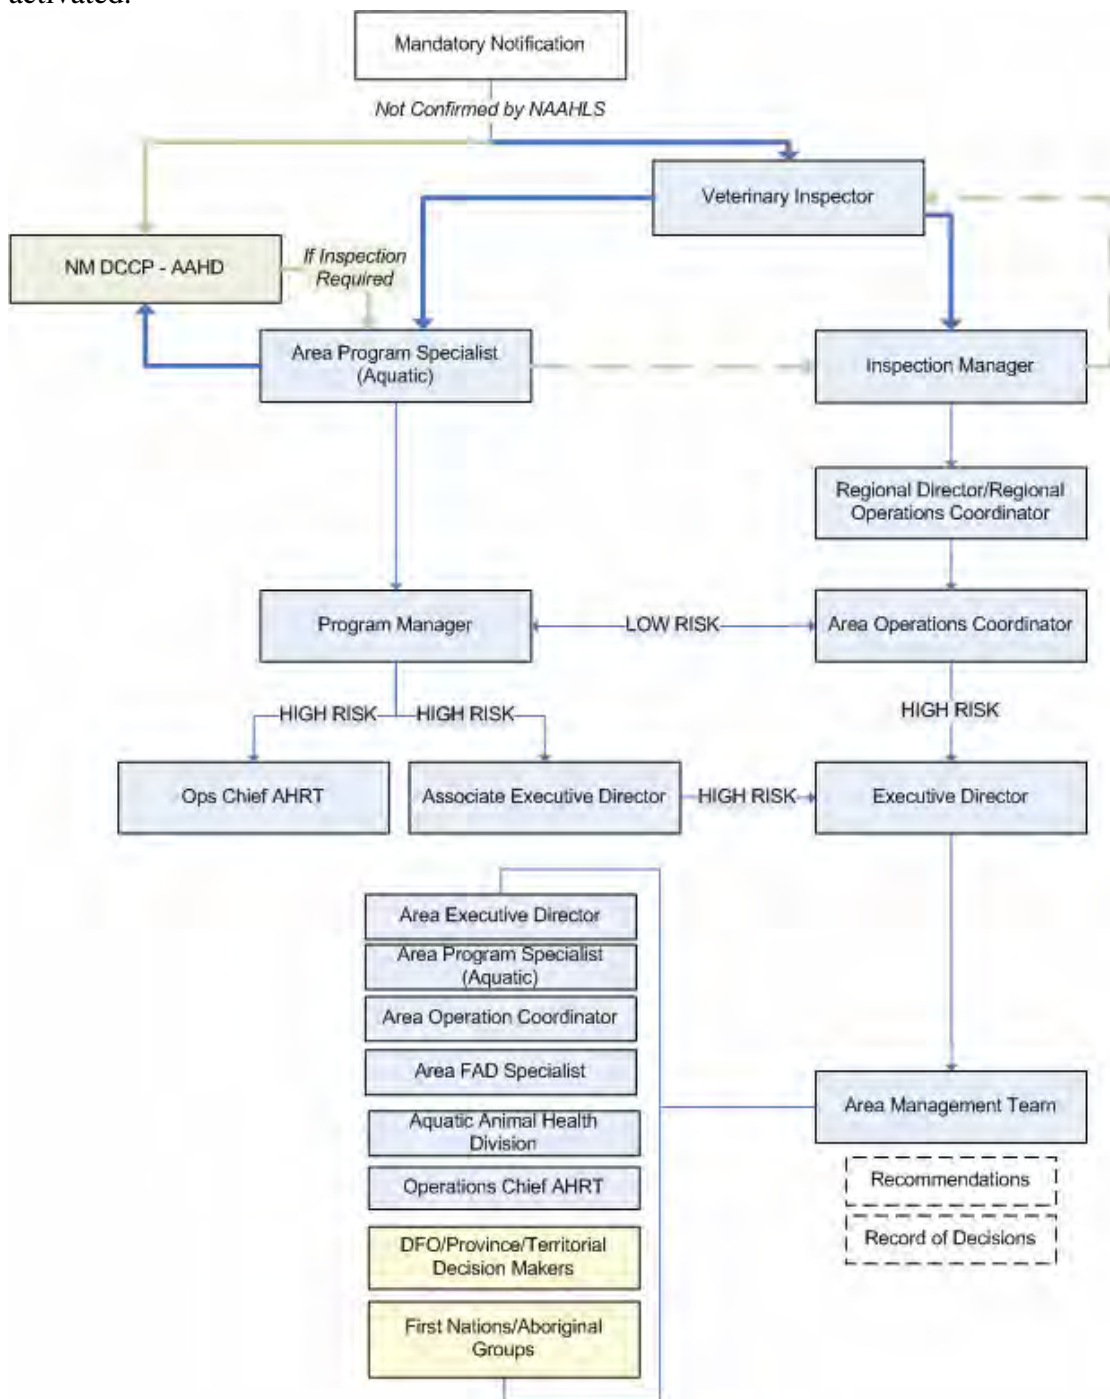 activated.
Mandatory Notification
Not Confirmed by NAAHLS
Veterinary Inspector
NM DCCP - AAHD
If Inspection
Required
Area Program Specialist
(Aquatic)
Inspection Manager
Regional Director/Regional
Operations Coordinator
Program Manager
LOW RISK
Area Operations Coordinator
HIGH RISK
HIGH RISK
HIGH RISK
Ops Chief AHRT
Associate Executive Director
HIGH RISK
Executive Director
Area Executive Director
Area Program Specialist
(Aquatic)
Area Operation Coordinator
Area FAD Specialist
Area Management Team
Aquatic Animal Health
Division
Operations Chief AHRT
Recommendations
Record of Decisions
DFO/Province/Territorial
Decision Makers
First Nations/Aboriginal
Groups